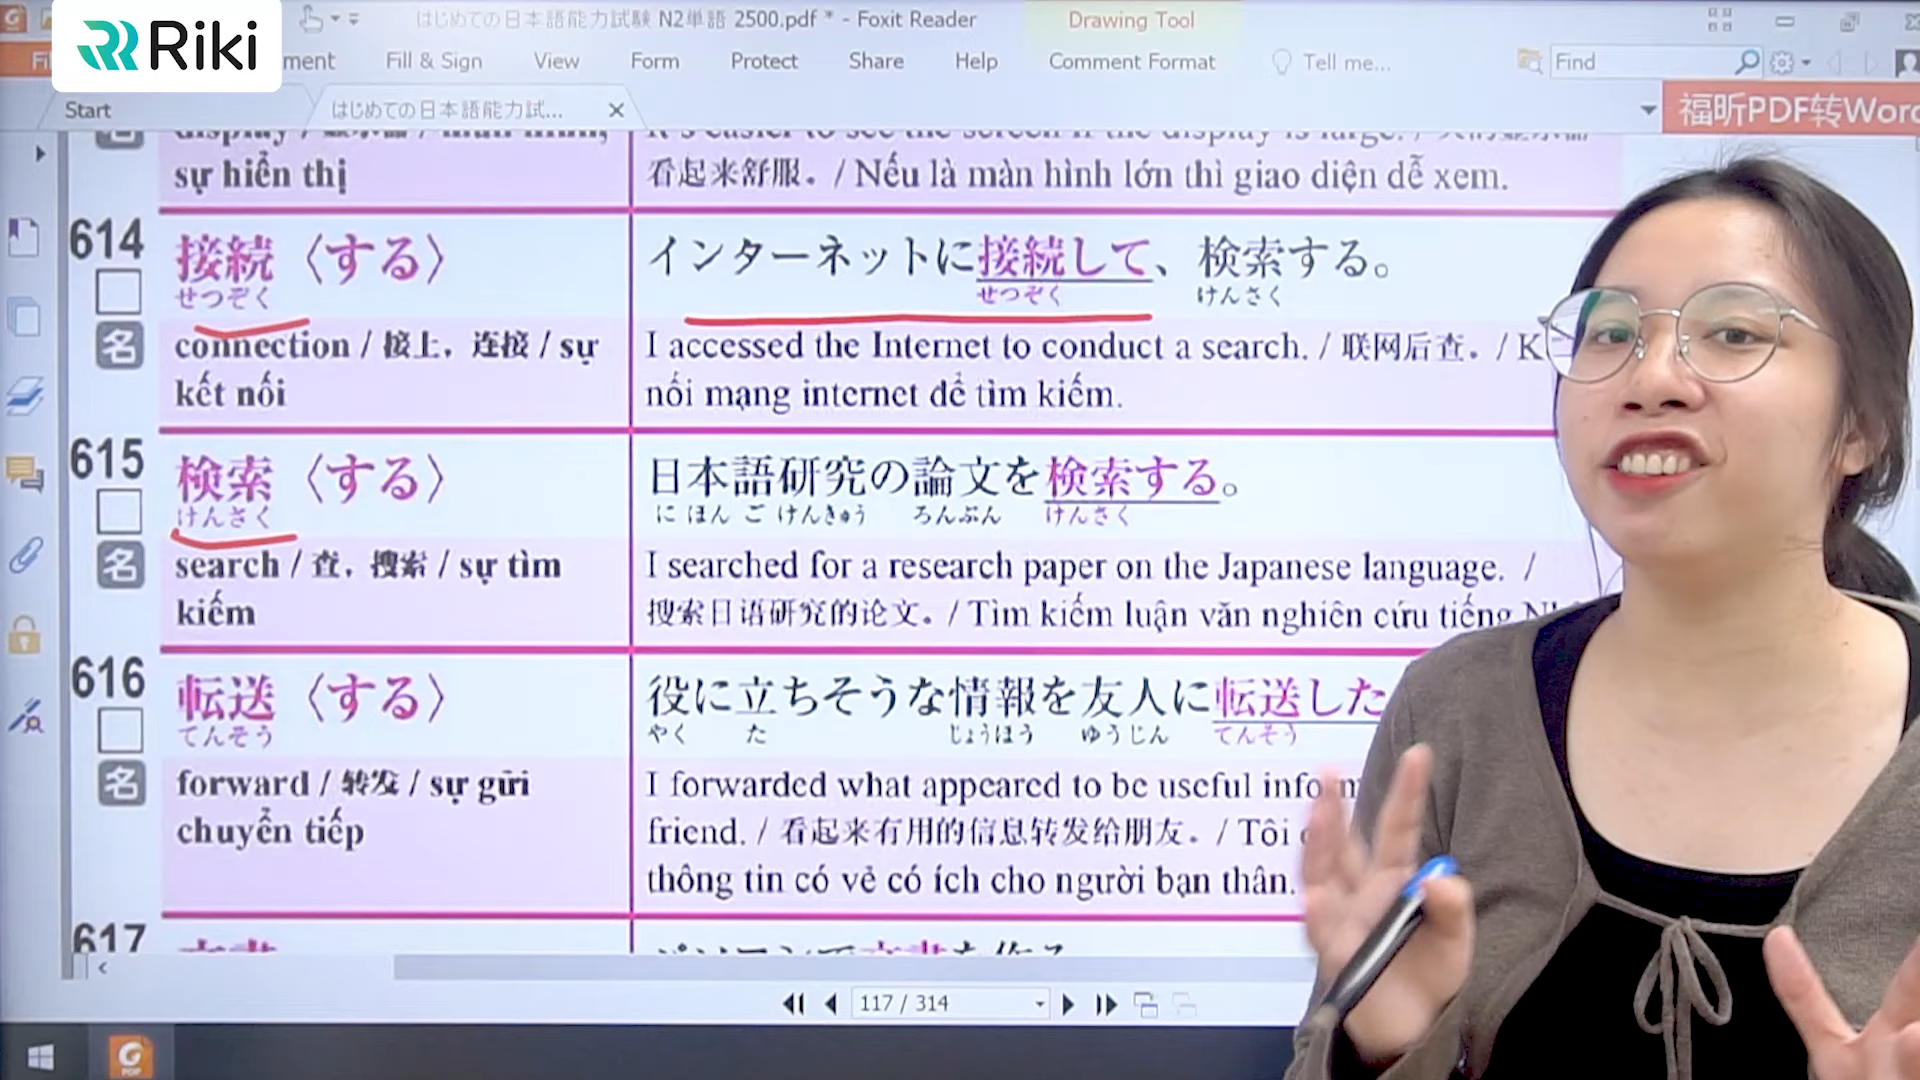 Riki
はじめての日本語能力試験 N2単語 2500.pdf * - Foxit Reader
Drawing Tool
Fill & Sign
View
Form
Protect
Share
Help
Comment Format
Tell me...
Find
Start
はじめての日本語能力試...
福昕PDF转Word
sự hiển thị
看起来舒服。/ Nếu là màn hình lớn thì giao diện dễ xem.
614
接続〈する〉
せつぞく
名
connection / 接上，连接 / sự
kết nối
インターネットに接続して、検索する。
せつぞく けんさく
I accessed the Internet to conduct a search. / 联网后查。/ K
nối mạng internet để tìm kiếm.
615
検索〈する〉
けんさく
名
search / 查，搜索 / sự tìm
kiếm
日本語研究の論文を検索する。
にほんごけんきゅう ろんぶん けんさく
I searched for a research paper on the Japanese language. /
搜索日语研究的论文。/ Tìm kiếm luận văn nghiên cứu tiếng
616
転送〈する〉
てんそう
名
forward / 转发 / sự gửi
chuyển tiếp
役に立ちそうな情報を友人に転送した
やく た じょうほう ゆうじん てんそう
I forwarded what appeared to be useful
friend. / 看起来有用的信息转发给朋友。/ Tôi
thông tin có vẻ có ích cho người bạn thân.
617
117 / 314